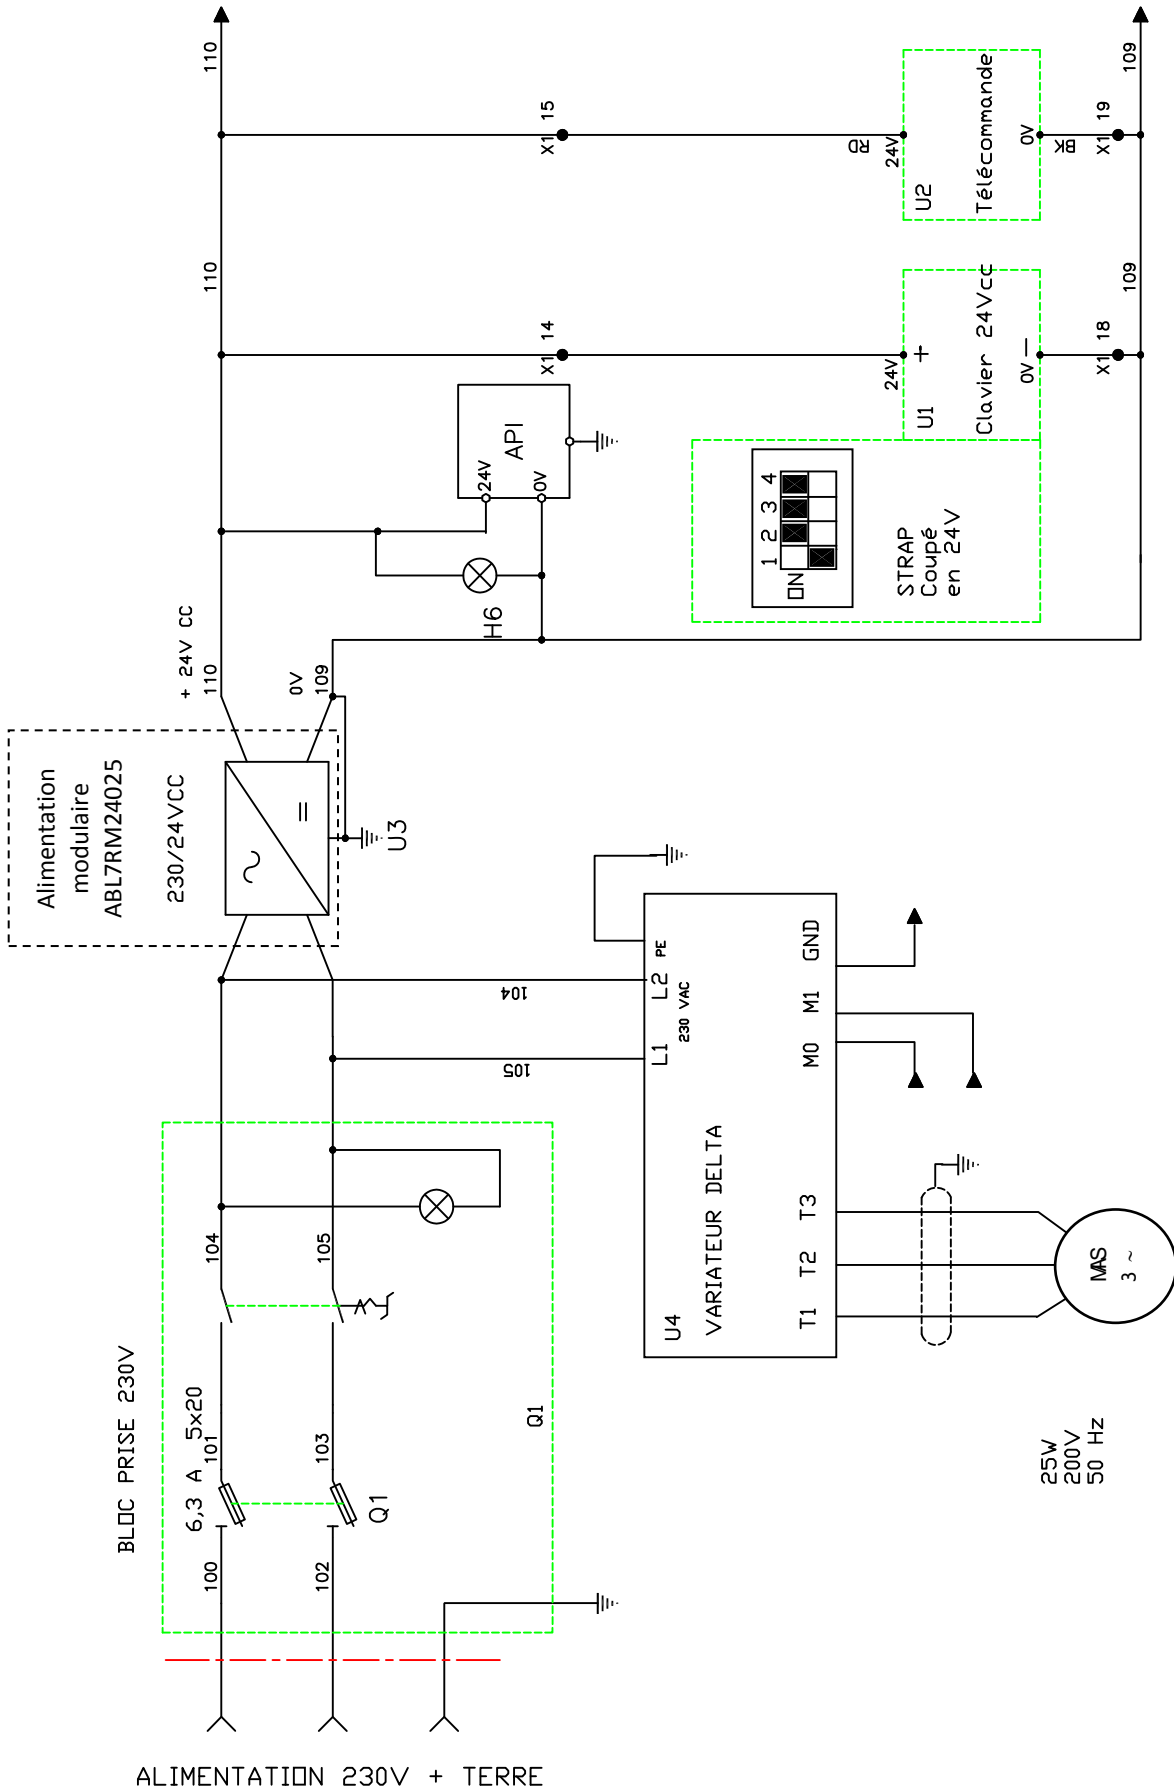 ALIMENTATION 230V + TERRE
BLOC PRISE 230V
100
6,3 A 5x20
101
104
102
Q1
103
105
Q1
Alimentation
modulaire
ABL7RM24025
230/24VCC
U3
+ 24V CC
110
0V
109
110
110
105
104
L1
L2
PE
230 VAC
U4
VARIATEUR DELTA
T1
T2
T3
M0
M1
GND
MAS
3 ~
25W
200V
50 Hz
H6
24V
0V
API
1 2 3 4
ON
STRAP
Coupé
en 24V
X1 14
24V
+
U1
Clavier 24Vcc
0V —
X1 18
109
X1 15
RD
24V
U2
Télécommande
0V
BK
X1 19
109